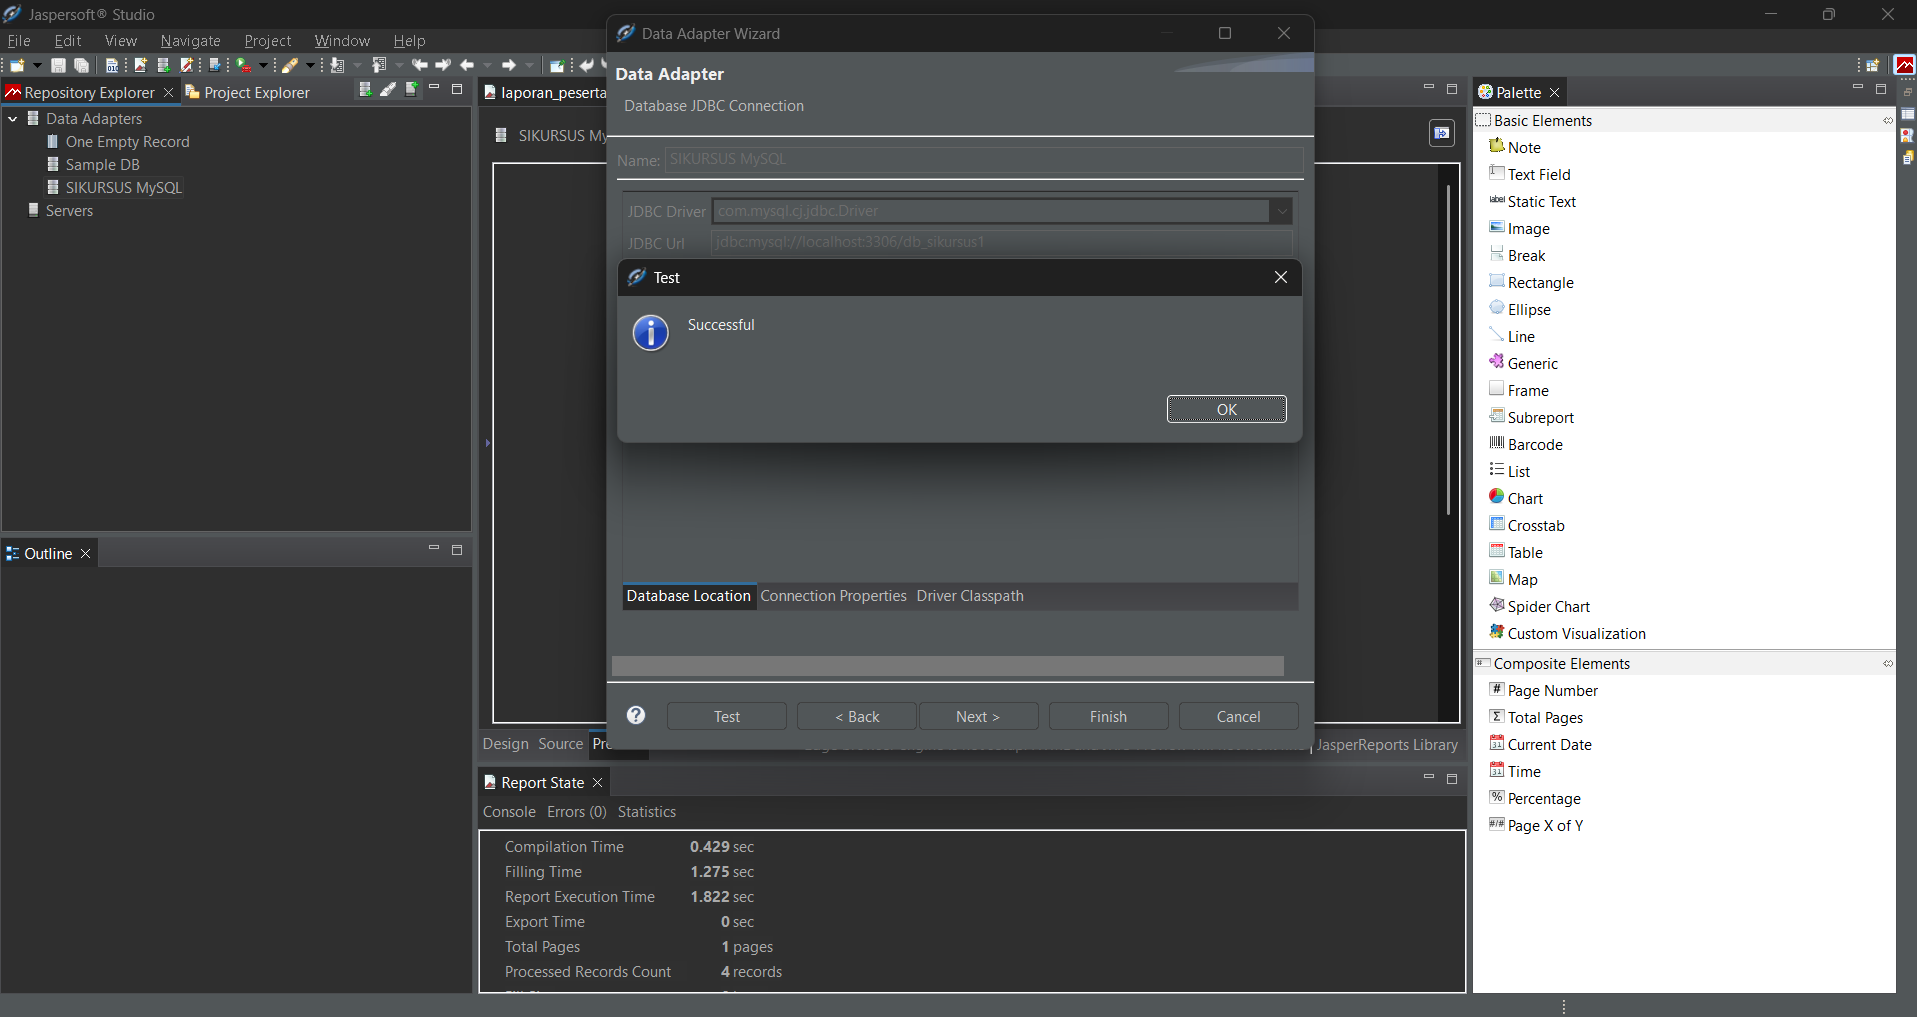 Jaspersoft® Studio
File Edit View Navigate Project Window Help
Repository Explorer
Project Explorer
Data Adapters
One Empty Record
Sample DB
SIKURSUS MySQL
Servers
Outline
laporan_peserta
SIKURSUS My
Data Adapter Wizard
Data Adapter
Database JDBC Connection
Name: SIKURSUS MySQL
JDBC Driver com.mysql.cj.jdbc.Driver
JDBC Url jdbc:mysql://localhost:3306/db_sikursus1
Test
Successful
OK
Database Location Connection Properties Driver Classpath
Test < Back Next > Finish Cancel
Design Source Pre
JasperReports Library
Report State
Console Errors (0) Statistics
Compilation Time 0.429 sec
Filling Time 1.275 sec
Report Execution Time 1.822 sec
Export Time 0 sec
Total Pages 1 pages
Processed Records Count 4 records
Palette
Basic Elements
Note
Text Field
label Static Text
Image
Break
Rectangle
Ellipse
Line
Generic
Frame
Subreport
Barcode
List
Chart
Crosstab
Table
Map
Spider Chart
Custom Visualization
Composite Elements
# Page Number
Σ Total Pages
31 Current Date
31 Time
% Percentage
#/# Page X of Y